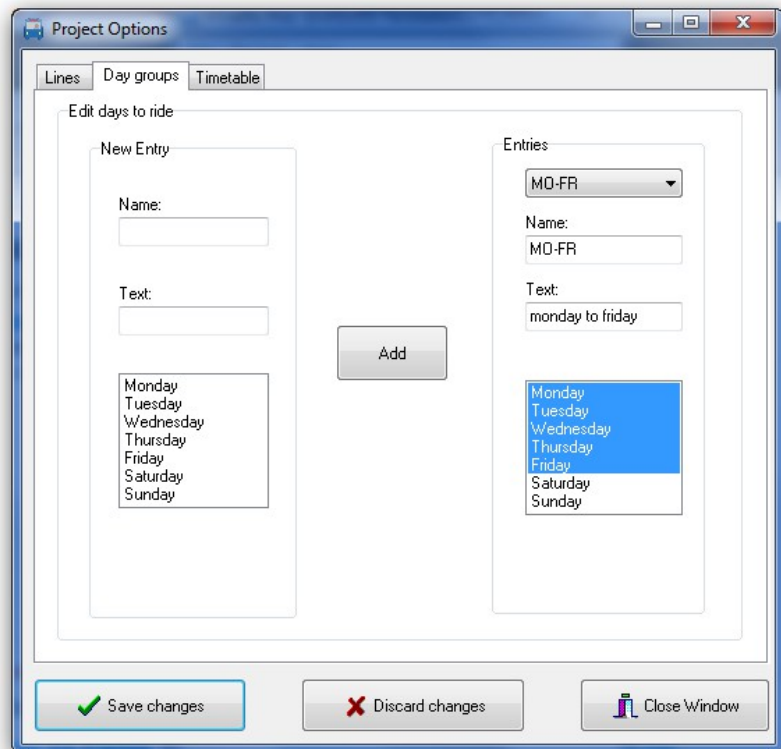 Project Options
Lines
Day groups
Timetable
Edit days to ride
New Entry
Name:
Text:
Monday
Tuesday
Wednesday
Thursday
Friday
Saturday
Sunday
Add
Entries
MO-FR
Name:
MO-FR
Text:
monday to friday
Monday
Tuesday
Wednesday
Thursday
Friday
Saturday
Sunday
Save changes
Discard changes
Close Window